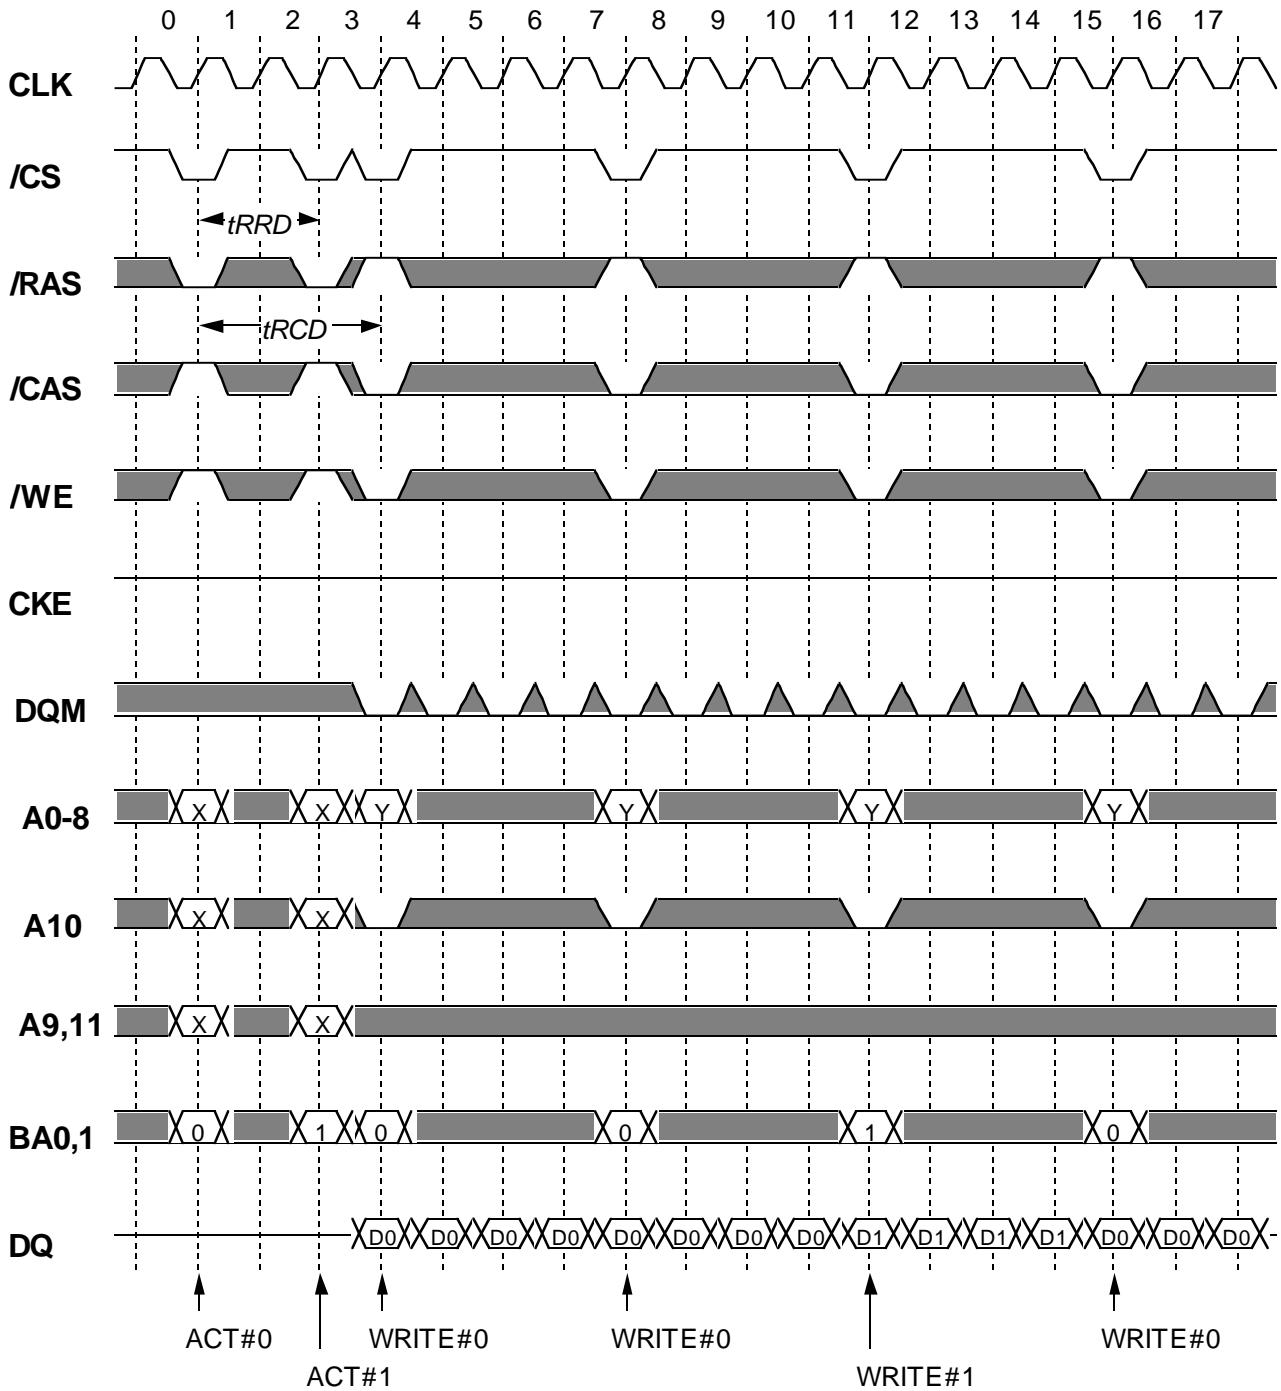 0 1 2 3 4 5 6 7 8 9 10 11 12 13 14 15 16 17
CLK
/CS
tRRD
/RAS
tRCD
/CAS
/WE
CKE
DQM
A0-8 X X Y Y Y Y
A10 X X
A9,11 X X
BA0,1 0 1 0 0 1 0
DQ D0 D0 D0 D0 D0 D0 D0 D0 D1 D1 D1 D1 D0 D0 D0
ACT#0 WRITE#0 WRITE#0 WRITE#0
ACT#1 WRITE#1